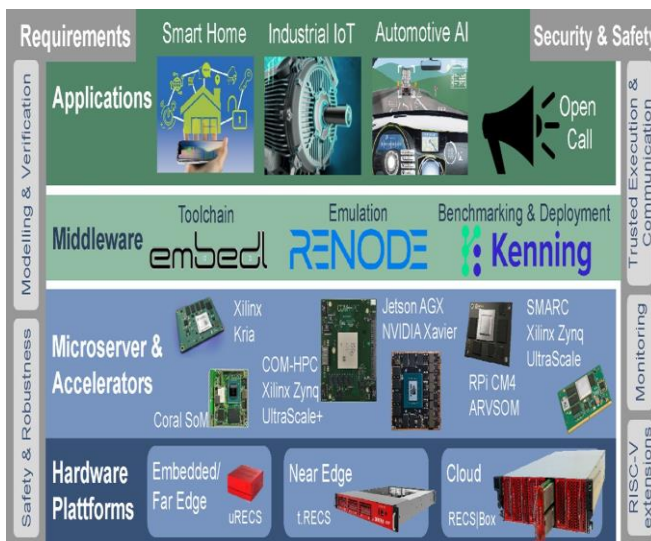 Requirements
Security & Safety
Modelling & Verification
Safety & Robustness
Applications
Smart Home
Industrial IoT
Automotive AI
Open
Call
Middleware
Toolchain
embedl
Emulation
RENODE
Benchmarking & Deployment
Kenning
Microserver &
Accelerators
Xilinx
Kria
Coral SoM
COM-HPC
Xilinx Zynq
UltraScale+
Jetson AGX
NVIDIA Xavier
RPi CM4
ARVSOM
SMARC
Xilinx Zynq
UltraScale
Hardware
Plattforms
Embedded/
Far Edge
uRECS
Near Edge
t.RECS
Cloud
RECS|Box
Trusted Execution &
Communication
Monitoring
RISC-V
extensions